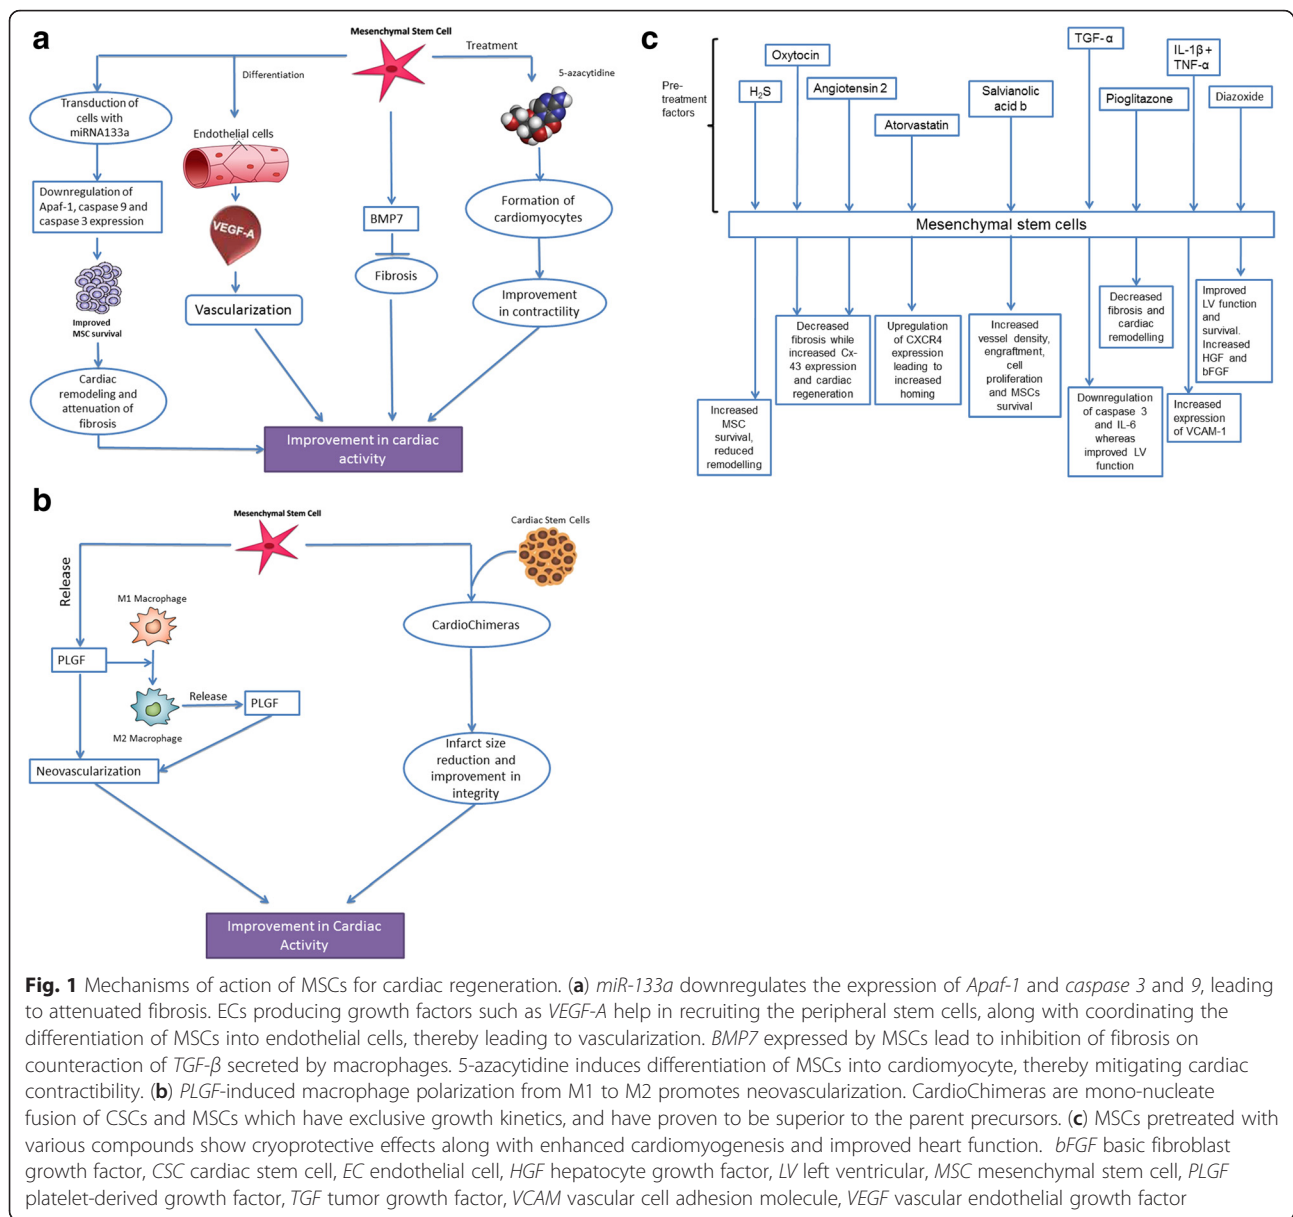 a
Mesenchymal Stem Cell
Treatment
Differentiation
5-azacytidine
Transduction of
cells with
miRNA133a
Endothelial cells
Downregulation of
Apaf-1, caspase 9 and
caspase 3 expression
VEGF-A
BMP7
Formation of
cardiomyocytes
Fibrosis
Improved
MSC survival
Vascularization
Improvement
in contractility
Cardiac
remodeling and
attenuation of
fibrosis
Improvement in cardiac
activity
b
Mesenchymal Stem Cell
Cardiac Stem Cells
Release
M1 Macrophage
PLGF
CardioChimeras
Release
PLGF
M2 Macrophage
Neovascularization
Infarct size
reduction and
improvement in
integrity
Improvement in Cardiac
Activity
c
Pre-
treatment
factors
H₂S
Oxytocin
Angiotensin 2
Atorvastatin
Salvianolic
acid b
TGF- α
Pioglitazone
IL-1β +
TNF-α
Diazoxide
Mesenchymal stem cells
Increased
MSC
survival,
reduced
remodelling
Decreased
fibrosis while
increased Cx-
43 expression
and cardiac
regeneration
Upregulation
of CXCR4
expression
leading to
increased
homing
Increased
vessel density,
engraftment,
cell
proliferation
and MSCs
survival
Downregulation
of caspase 3
and IL-6
whereas
improved LV
function
Decreased
fibrosis and
cardiac
remodelling
Increased
expression
of VCAM-1
Improved
LV function
and
survival.
Increased
HGF and
bFGF
Fig. 1 Mechanisms of action of MSCs for cardiac regeneration. (a) miR-133a downregulates the expression of Apaf-1 and caspase 3 and 9, leading
to attenuated fibrosis. ECs producing growth factors such as VEGF-A help in recruiting the peripheral stem cells, along with coordinating the
differentiation of MSCs into endothelial cells, thereby leading to vascularization. BMP7 expressed by MSCs lead to inhibition of fibrosis on
counteraction of TGF-β secreted by macrophages. 5-azacytidine induces differentiation of MSCs into cardiomyocyte, thereby mitigating cardiac
contractibility. (b) PLGF-induced macrophage polarization from M1 to M2 promotes neovascularization. CardioChimeras are mono-nucleate
fusion of CSCs and MSCs which have exclusive growth kinetics, and have proven to be superior to the parent precursors. (c) MSCs pretreated with
various compounds show cryoprotective effects along with enhanced cardiomyogenesis and improved heart function. bFGF basic fibroblast
growth factor, CSC cardiac stem cell, EC endothelial cell, HGF hepatocyte growth factor, LV left ventricular, MSC mesenchymal stem cell, PLGF
platelet-derived growth factor, TGF tumor growth factor, VCAM vascular cell adhesion molecule, VEGF vascular endothelial growth factor